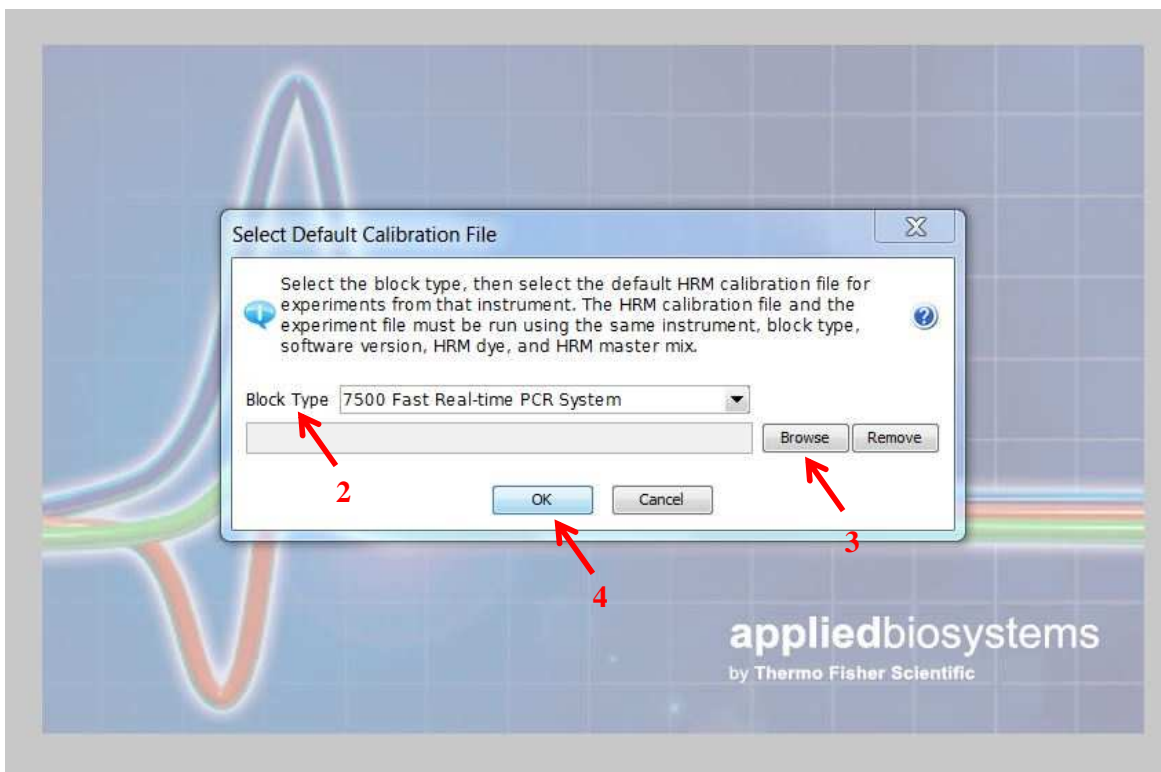 Select Default Calibration File
Select the block type, then select the default HRM calibration file for
experiments from that instrument. The HRM calibration file and the
experiment file must be run using the same instrument, block type,
software version, HRM dye, and HRM master mix.
Block Type 7500 Fast Real-time PCR System
Browse Remove
2
OK Cancel
3
4
appliedbiosystems
by Thermo Fisher Scientific